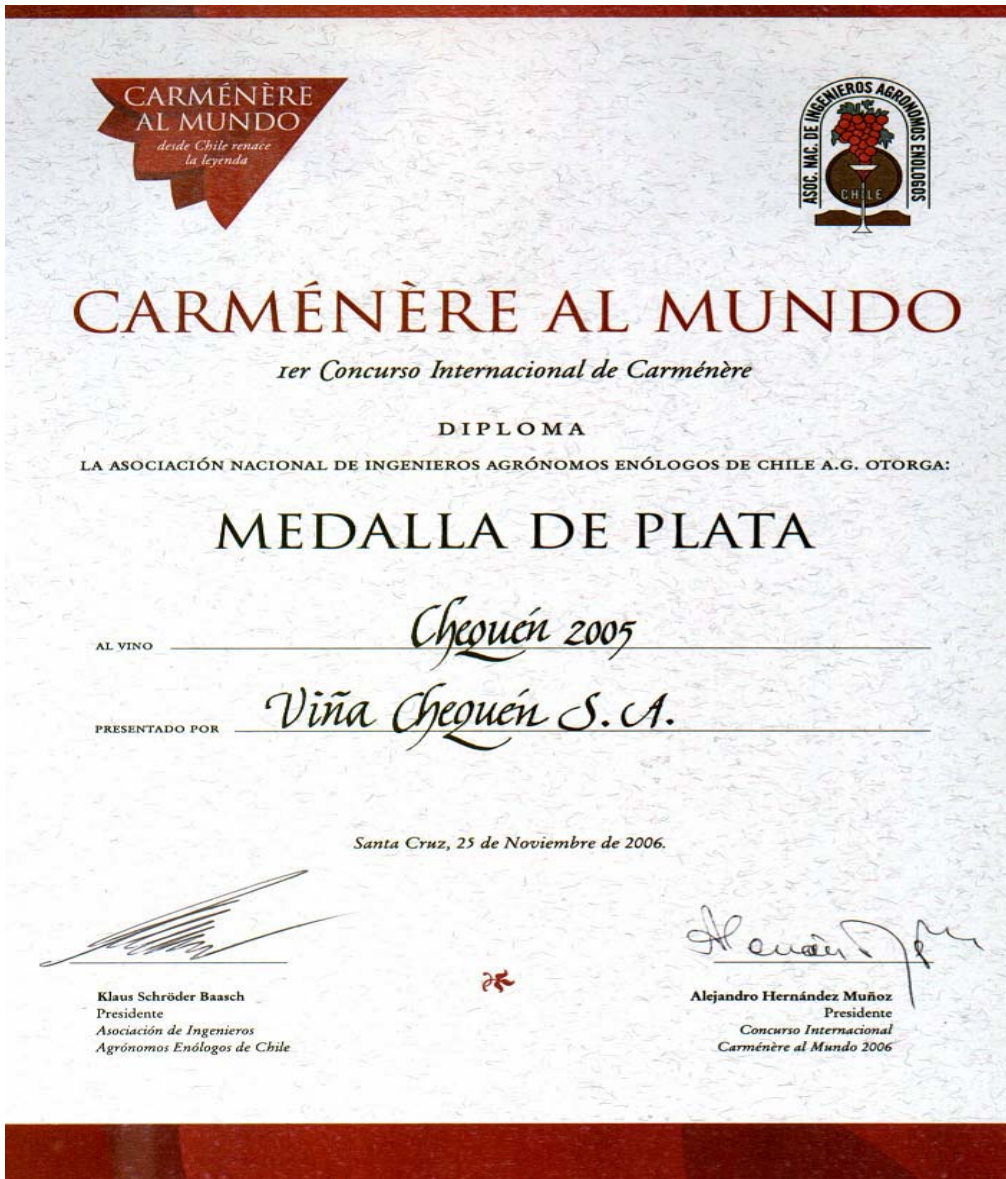 CARMÉNÈRE
AL MUNDO
desde Chile renace
la leyenda
ASOC. NAC. DE INGENIEROS AGRONOMOS ENOLOGOS
CHILE
CARMÉNÈRE AL MUNDO
1er Concurso Internacional de Carménère
DIPLOMA
LA ASOCIACIÓN NACIONAL DE INGENIEROS AGRÓNOMOS ENÓLOGOS DE CHILE A.G. OTORGA:
MEDALLA DE PLATA
AL VINO Chequén 2005
PRESENTADO POR Viña Chequén S.A.
Santa Cruz, 25 de Noviembre de 2006.
Klaus Schröder Baasch
Presidente
Asociación de Ingenieros
Agrónomos Enólogos de Chile
Alejandro Hernández Muñoz
Presidente
Concurso Internacional
Carménère al Mundo 2006